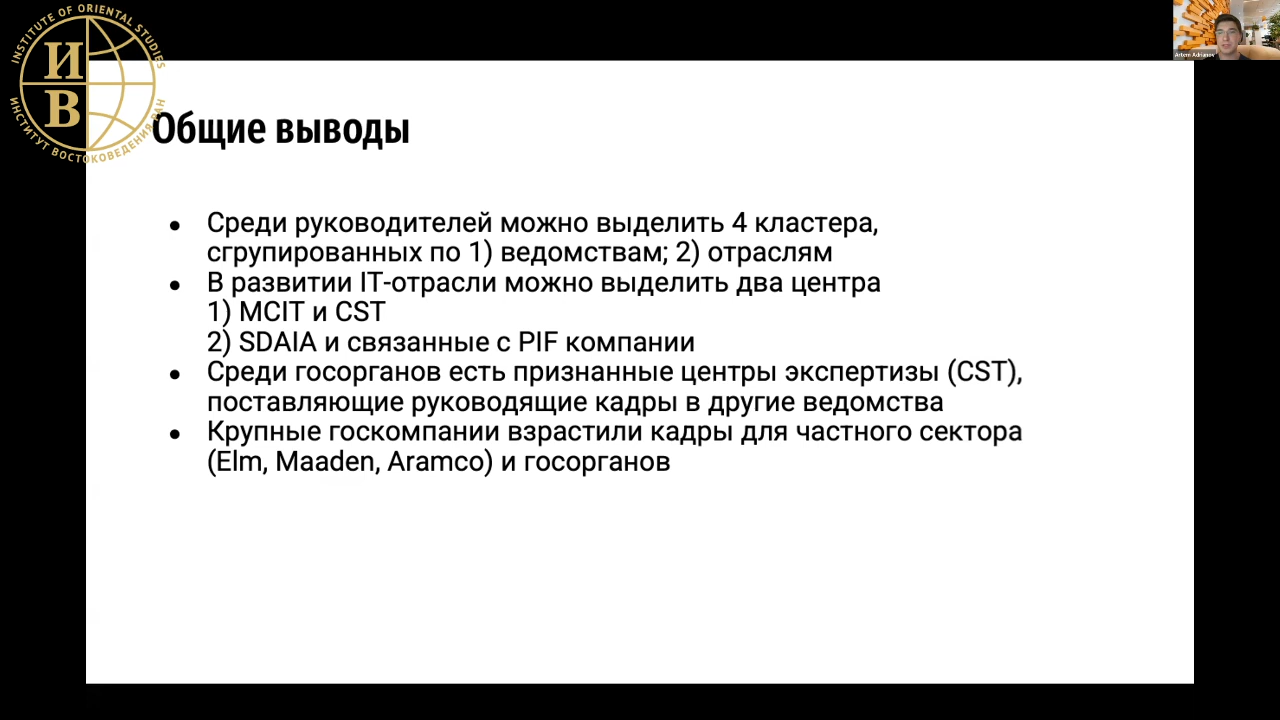 INSTITUTE OF ORIENTAL STUDIES
И
В
ИНСТИТУТ ВОСТОКОВЕДЕНИЯ РАН
Artem Adrianov
Общие выводы
● Среди руководителей можно выделить 4 кластера,
сгрупированных по 1) ведомствам; 2) отраслям
● В развитии IT-отрасли можно выделить два центра
1) MCIT и CST
2) SDAIA и связанные с PIF компании
● Среди госорганов есть признанные центры экспертизы (CST),
поставляющие руководящие кадры в другие ведомства
● Крупные госкомпании взрастили кадры для частного сектора
(Elm, Maaden, Aramco) и госорганов